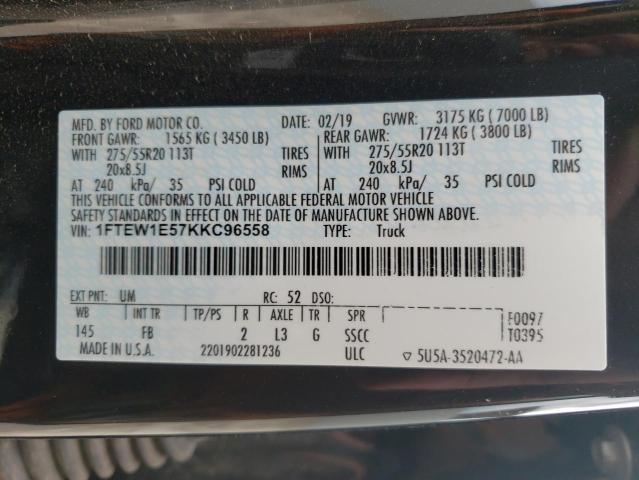 MFD. BY FORD MOTOR CO. DATE: 02/19 GVWR: 3175 KG ( 7000 LB)
FRONT GAWR: 1565 KG ( 3450 LB) REAR GAWR: 1724 KG ( 3800 LB)
WITH 275/55R20 113T TIRES WITH 275/55R20 113T TIRES
20x8.5J RIMS 20x8.5J RIMS
AT 240 kPa/ 35 PSI COLD AT 240 kPa/ 35 PSI COLD
THIS VEHICLE CONFORMS TO ALL APPLICABLE FEDERAL MOTOR VEHICLE
SAFETY STANDARDS IN EFFECT ON THE DATE OF MANUFACTURE SHOWN ABOVE.
VIN: 1FTEW1E57KKC96558 TYPE: Truck
EXT PNT: UM RC: 52 DSO:
WB INT TR TP/PS R AXLE TR SPR F0097
145 FB 2 L3 G SSCC T0395
MADE IN U.S.A. 2201902281236 ULC 5U5A-3520472-AA